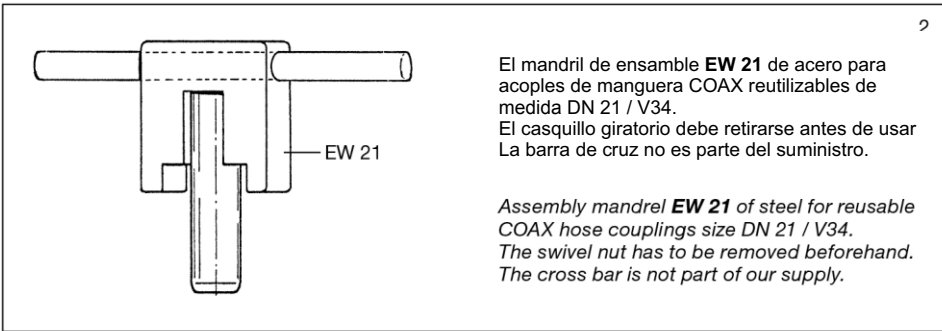 2
EW 21
El mandril de ensamble EW 21 de acero para
acoples de manguera COAX reutilizables de
medida DN 21 / V34.
El casquillo giratorio debe retirarse antes de usar
La barra de cruz no es parte del suministro.
Assembly mandrel EW 21 of steel for reusable
COAX hose couplings size DN 21 / V34.
The swivel nut has to be removed beforehand.
The cross bar is not part of our supply.